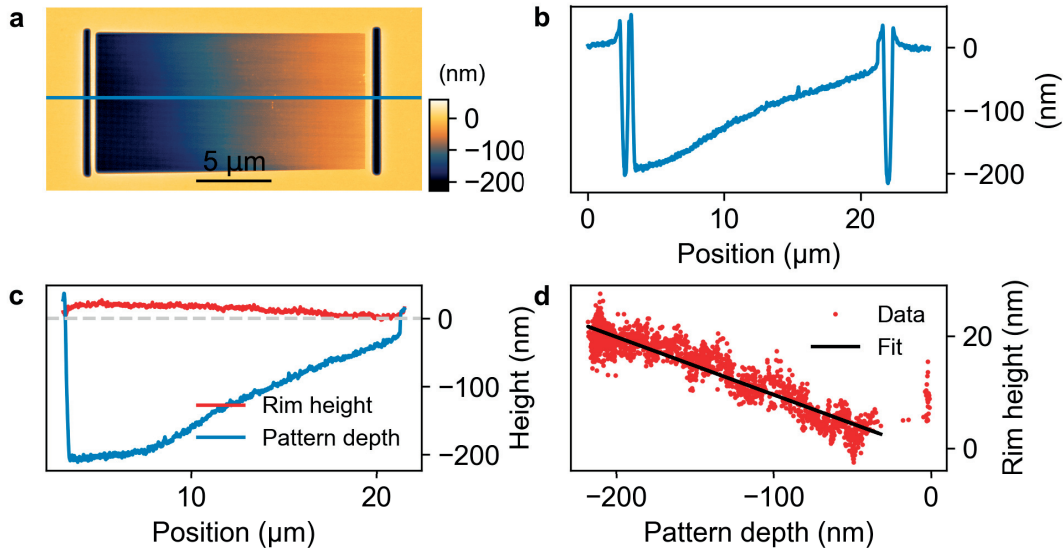 a
(nm)
0
−100
−200
5 µm
b
0
−100
−200
(nm)
0
10
20
Position (µm)
c
0
−100
−200
Height (nm)
Rim height
Pattern depth
10
20
Position (µm)
d
Data
Fit
20
0
Rim height (nm)
−200
−100
0
Pattern depth (nm)